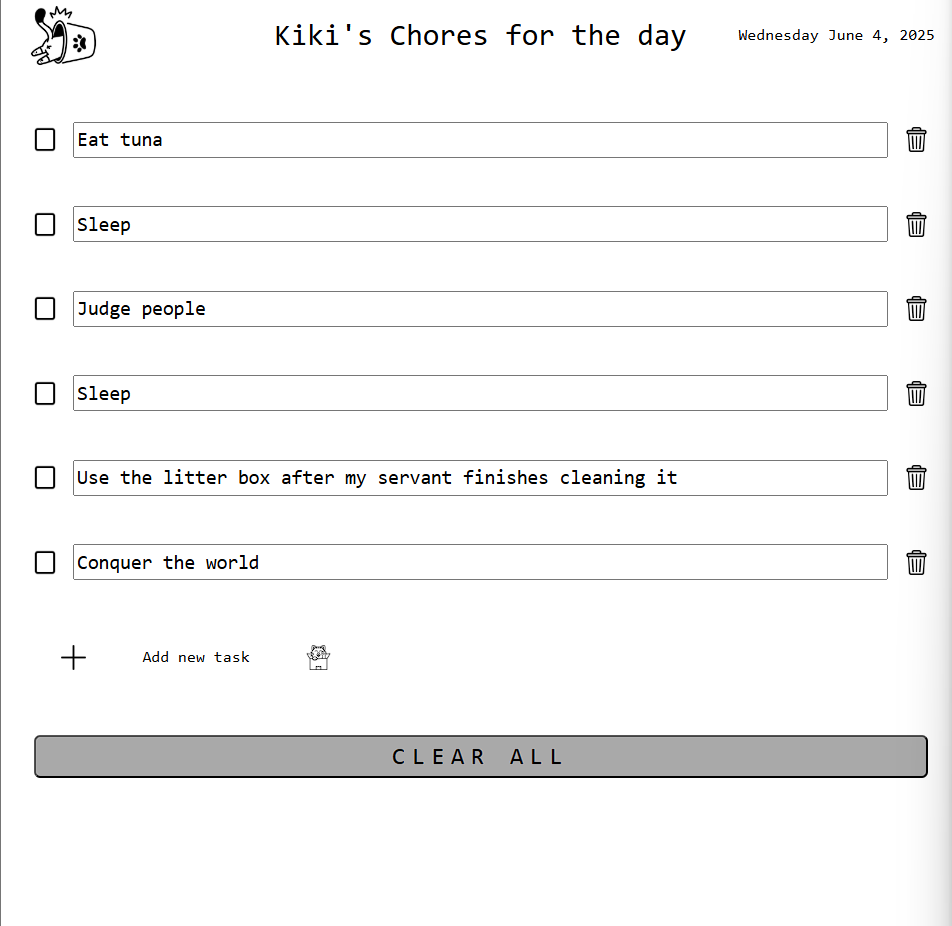 Kiki's Chores for the day
Wednesday June 4, 2025
Eat tuna
Sleep
Judge people
Sleep
Use the litter box after my servant finishes cleaning it
Conquer the world
Add new task
CLEAR ALL